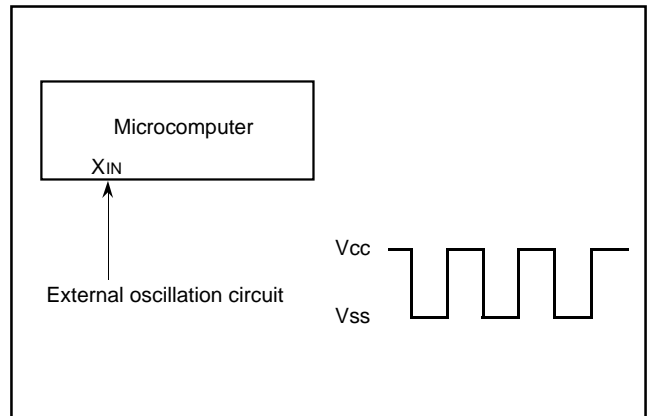 Microcomputer
XIN
External oscillation circuit
Vcc
Vss